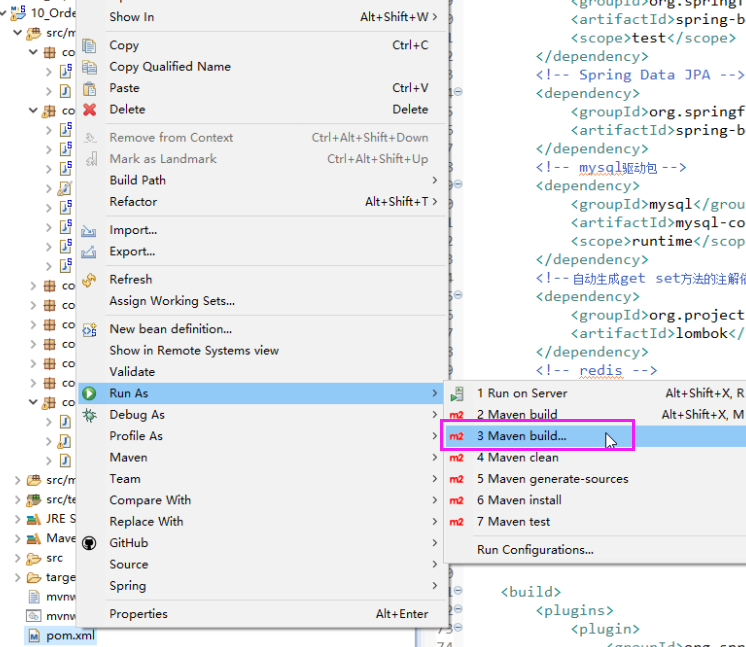 10_Orde
src/m
co
co
co
co
co
co
co
co
co
src/m
src/te
JRE S
Mave
src
targe
mvnw
mvnw
pom.xml
Show In Alt+Shift+W >
Copy Ctrl+C
Copy Qualified Name
Paste Ctrl+V
Delete Delete
Remove from Context Ctrl+Alt+Shift+Down
Mark as Landmark Ctrl+Alt+Shift+Up
Build Path >
Refactor Alt+Shift+T >
Import...
Export...
Refresh
Assign Working Sets...
New bean definition...
Show in Remote Systems view
Validate
Run As >
Debug As >
Profile As >
Maven >
Team >
Compare With >
Replace With >
GitHub >
Source >
Spring >
Properties Alt+Enter
1 Run on Server Alt+Shift+X, R
m2 2 Maven build Alt+Shift+X, M
m2 3 Maven build...
m2 4 Maven clean
m2 5 Maven generate-sources
m2 6 Maven install
m2 7 Maven test
Run Configurations...
<groupId>org.springf
<artifactId>spring-b
<scope>test</scope>
</dependency>
<!-- Spring Data JPA -->
<dependency>
<groupId>org.springf
<artifactId>spring-b
</dependency>
<!-- mysql驱动包 -->
<dependency>
<groupId>mysql</grou
<artifactId>mysql-co
<scope>runtime</scop
</dependency>
<!--自动生成get set方法的注解
<dependency>
<groupId>org.project
<artifactId>lombok</
</dependency>
<!-- redis -->
<build>
<plugins>
<plugin>
74